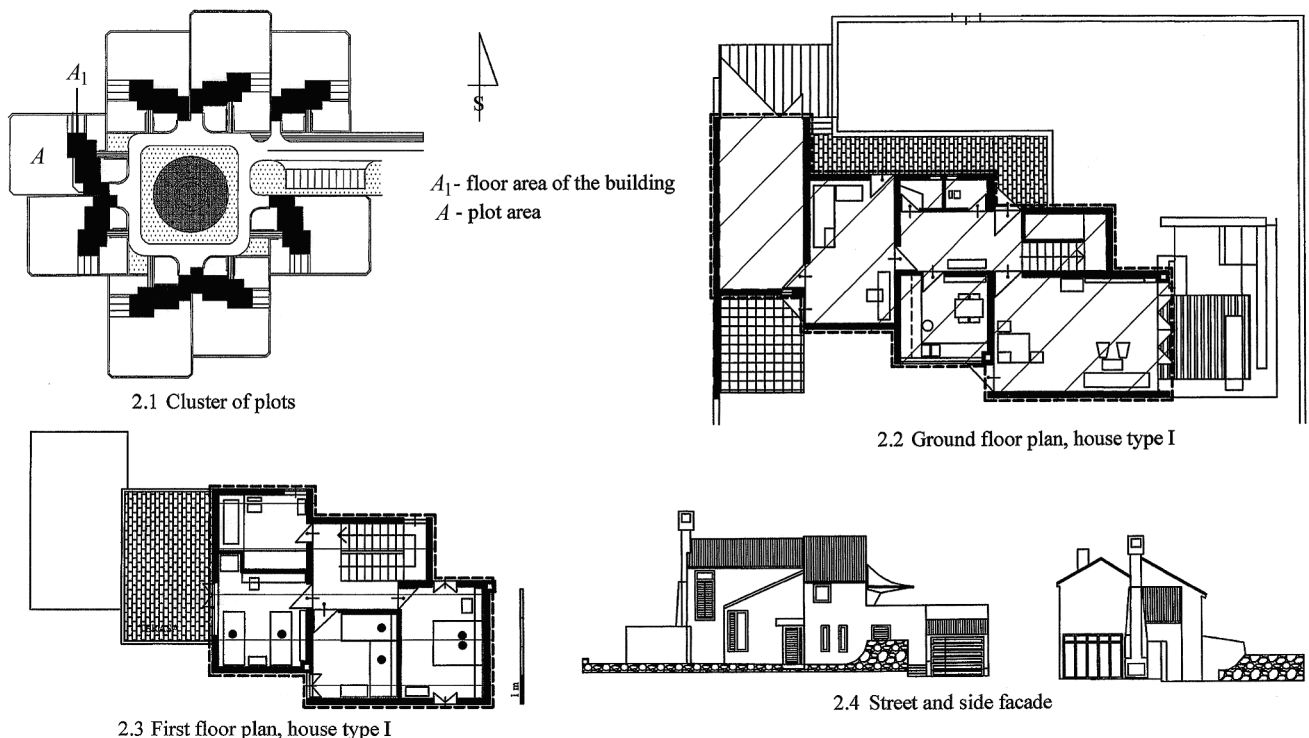 A1
S
A
A1 - floor area of the building
A - plot area
2.1 Cluster of plots
2.2 Ground floor plan, house type I
1 m
2.3 First floor plan, house type I
2.4 Street and side facade